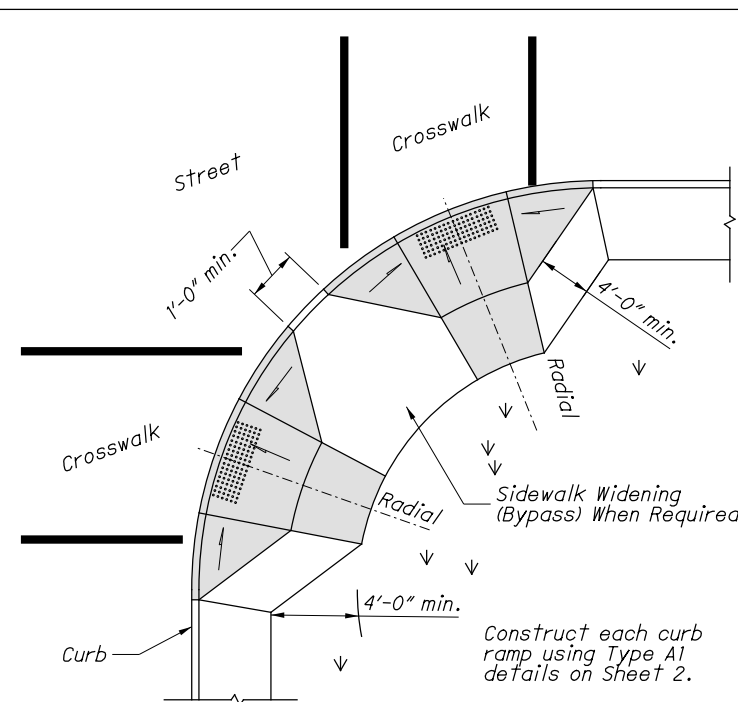 Crosswalk
Street
1'-0" min.
4'-0" min.
Radial
Crosswalk
Radial
Sidewalk Widening
(Bypass) When Required
4'-0" min.
Curb
Construct each curb
ramp using Type A1
details on Sheet 2.